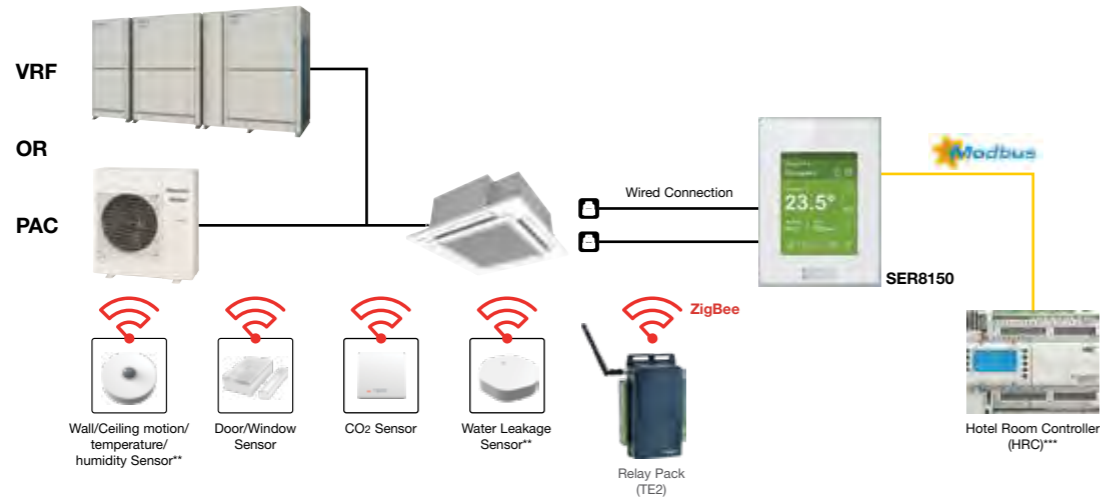 VRF
OR
PAC
Wired Connection
Modbus
23.5°
SER8150
ZigBee
Wall/Ceiling motion/
temperature/
humidity Sensor**
Door/Window
Sensor
CO2 Sensor
Water Leakage
Sensor**
Relay Pack
(TE2)
Hotel Room Controller
(HRC)***